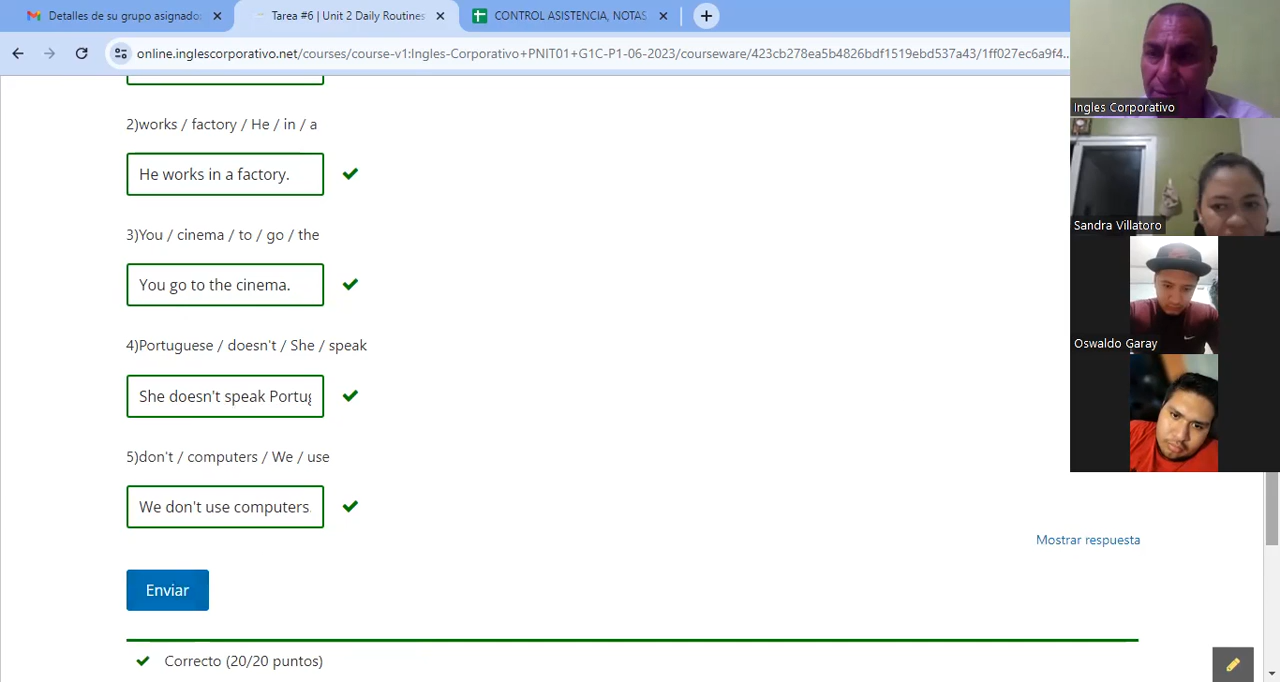 Detalles de su grupo asignado:
Tarea #6 | Unit 2 Daily Routines
CONTROL ASISTENCIA, NOTAS
online.inglescorporativo.net/courses/course-v1:Ingles-Corporativo+PNIT01+G1C-P1-06-2023/courseware/423cb278ea5b4826bdf1519ebd537a43/1ff027ec6a9f4...
Ingles Corporativo
2)works / factory / He / in / a
He works in a factory.
Sandra Villatoro
3)You / cinema / to / go / the
You go to the cinema.
4)Portuguese / doesn't / She / speak
Oswaldo Garay
She doesn't speak Portug
5)don't / computers / We / use
We don't use computers.
Mostrar respuesta
Enviar
Correcto (20/20 puntos)